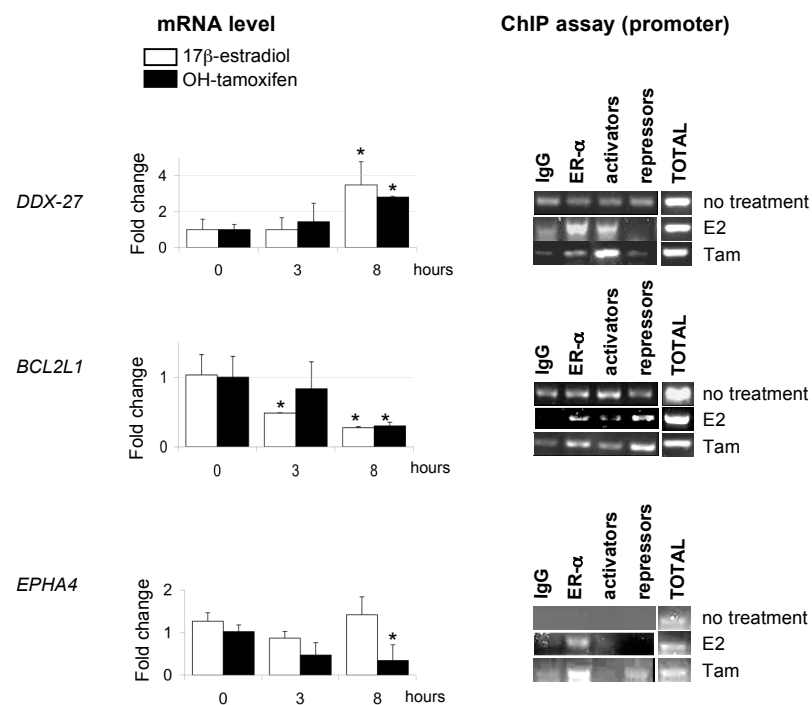 mRNA level
ChIP assay (promoter)
17β-estradiol
OH-tamoxifen
DDX-27
Fold change
4
2
0
* *
0 3 8 hours
IgG
ER-α
activators
repressors
TOTAL
no treatment
E2
Tam
BCL2L1
Fold change
1
0
* * *
0 3 8 hours
IgG
ER-α
activators
repressors
TOTAL
no treatment
E2
Tam
EPHA4
Fold change
2
1
0
*
0 3 8 hours
IgG
ER-α
activators
repressors
TOTAL
no treatment
E2
Tam